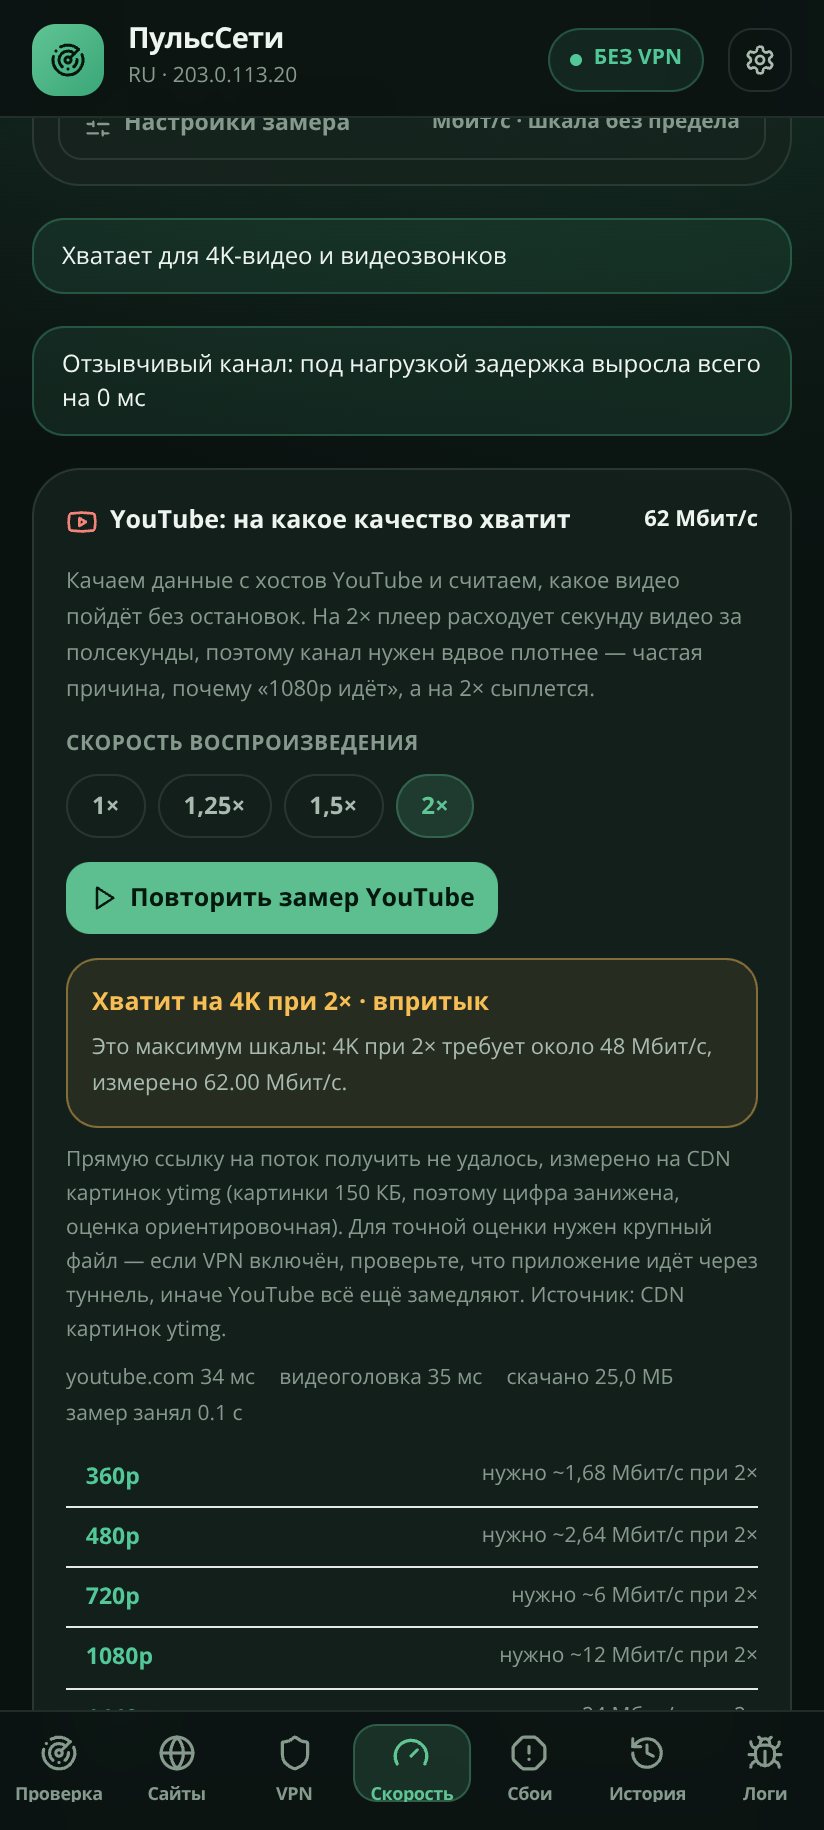 ПульсСети
RU · 203.0.113.20
БЕЗ VPN
Настройки замера
Мбит/с · шкала без предела
Хватает для 4K-видео и видеозвонков
Отзывчивый канал: под нагрузкой задержка выросла всего
на 0 мс
YouTube: на какое качество хватит
62 Мбит/с
Качаем данные с хостов YouTube и считаем, какое видео
пойдёт без остановок. На 2× плеер расходует секунду видео за
полсекунды, поэтому канал нужен вдвое плотнее — частая
причина, почему «1080p идёт», а на 2× сыплется.
СКОРОСТЬ ВОСПРОИЗВЕДЕНИЯ
1× 1,25× 1,5× 2×
Повторить замер YouTube
Хватит на 4K при 2× · впритык
Это максимум шкалы: 4K при 2× требует около 48 Мбит/с,
измерено 62.00 Мбит/с.
Прямую ссылку на поток получить не удалось, измерено на CDN
картинок ytimg (картинки 150 КБ, поэтому цифра занижена,
оценка ориентировочная). Для точной оценки нужен крупный
файл — если VPN включён, проверьте, что приложение идёт через
туннель, иначе YouTube всё ещё замедляют. Источник: CDN
картинок ytimg.
youtube.com 34 мс видеоголовка 35 мс скачано 25,0 МБ
замер занял 0.1 с
360p нужно ~1,68 Мбит/с при 2×
480p нужно ~2,64 Мбит/с при 2×
720p нужно ~6 Мбит/с при 2×
1080p нужно ~12 Мбит/с при 2×
Проверка Сайты VPN Скорость Сбои История Логи